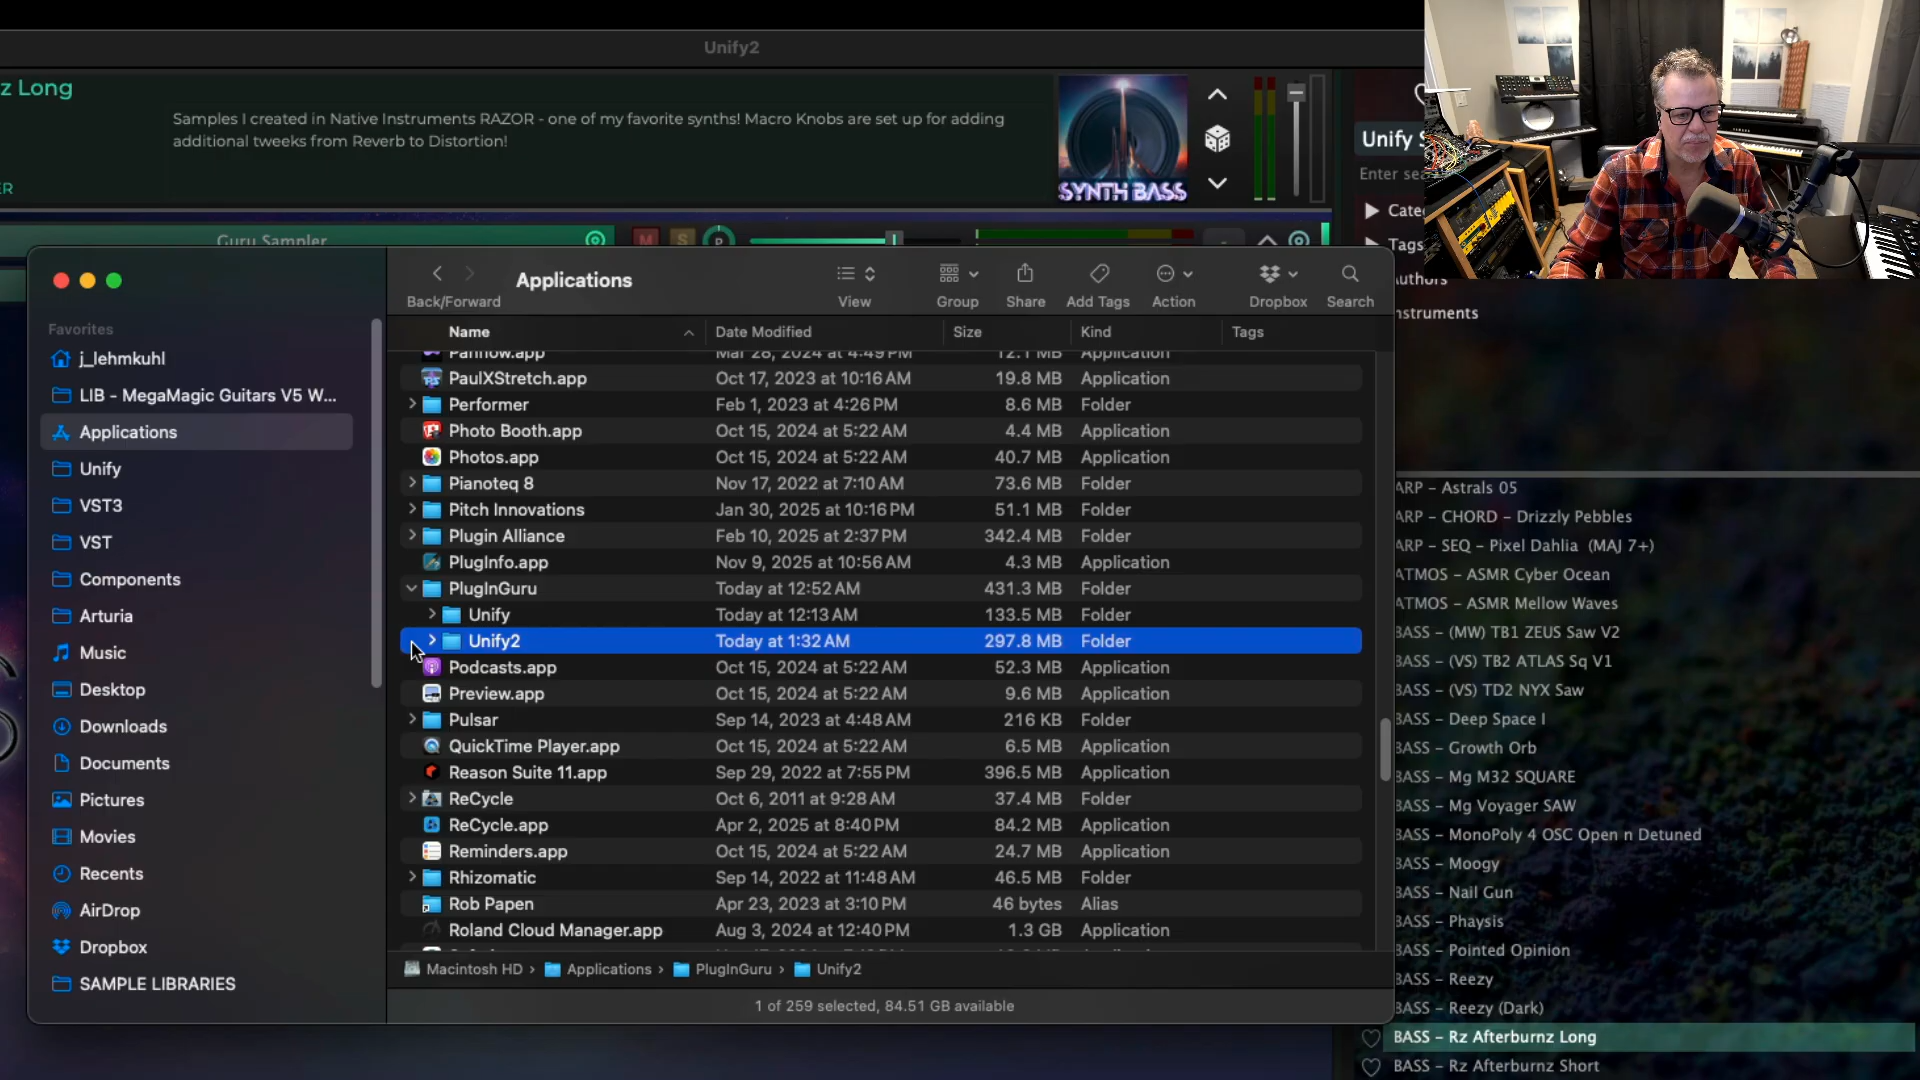 Unify2
z Long
Samples I created in Native Instruments RAZOR - one of my favorite synths! Macro Knobs are set up for adding
additional tweeks from Reverb to Distortion!
ER
SYNTH BASS
Unify S
Enter sea
Cate
Tags
Authors
nstruments
Guru Sampler
M S P
Applications
Back/Forward
View
Group
Share
Add Tags
Action
Dropbox
Search
Favorites
j_lehmkuhl
LIB - MegaMagic Guitars V5 W...
Applications
Unify
VST3
VST
Components
Arturia
Music
Desktop
Downloads
Documents
Pictures
Movies
Recents
AirDrop
Dropbox
SAMPLE LIBRARIES
Name Date Modified Size Kind Tags
Pannow.app Mar 28, 2024 at 4:49 PM 12.1 MB Application
PaulXStretch.app Oct 17, 2023 at 10:16 AM 19.8 MB Application
Performer Feb 1, 2023 at 4:26 PM 8.6 MB Folder
Photo Booth.app Oct 15, 2024 at 5:22 AM 4.4 MB Application
Photos.app Oct 15, 2024 at 5:22 AM 40.7 MB Application
Pianoteq 8 Nov 17, 2022 at 7:10 AM 73.6 MB Folder
Pitch Innovations Jan 30, 2025 at 10:16 PM 51.1 MB Folder
Plugin Alliance Feb 10, 2025 at 2:37 PM 342.4 MB Folder
PlugInfo.app Nov 9, 2025 at 10:56 AM 4.3 MB Application
PlugInGuru Today at 12:52 AM 431.3 MB Folder
Unify Today at 12:13 AM 133.5 MB Folder
Unify2 Today at 1:32 AM 297.8 MB Folder
Podcasts.app Oct 15, 2024 at 5:22 AM 52.3 MB Application
Preview.app Oct 15, 2024 at 5:22 AM 9.6 MB Application
Pulsar Sep 14, 2023 at 4:48 AM 216 KB Folder
QuickTime Player.app Oct 15, 2024 at 5:22 AM 6.5 MB Application
Reason Suite 11.app Sep 29, 2022 at 7:55 PM 396.5 MB Application
ReCycle Oct 6, 2011 at 9:28 AM 37.4 MB Folder
ReCycle.app Apr 2, 2025 at 8:40 PM 84.2 MB Application
Reminders.app Oct 15, 2024 at 5:22 AM 24.7 MB Application
Rhizomatic Sep 14, 2022 at 11:48 AM 46.5 MB Folder
Rob Papen Apr 23, 2023 at 3:10 PM 46 bytes Alias
Roland Cloud Manager.app Aug 3, 2024 at 12:40 PM 1.3 GB Application
Macintosh HD › Applications › PlugInGuru › Unify2
1 of 259 selected, 84.51 GB available
ARP – Astrals 05
ARP – CHORD – Drizzly Pebbles
ARP – SEQ – Pixel Dahlia (MAJ 7+)
ATMOS – ASMR Cyber Ocean
ATMOS – ASMR Mellow Waves
BASS – (MW) TB1 ZEUS Saw V2
BASS – (VS) TB2 ATLAS Sq V1
BASS – (VS) TD2 NYX Saw
BASS – Deep Space I
BASS – Growth Orb
BASS – Mg M32 SQUARE
BASS – Mg Voyager SAW
BASS – MonoPoly 4 OSC Open n Detuned
BASS – Moogy
BASS – Nail Gun
BASS – Phaysis
BASS – Pointed Opinion
BASS – Reezy
BASS – Reezy (Dark)
BASS – Rz Afterburnz Long
BASS – Rz Afterburnz Short